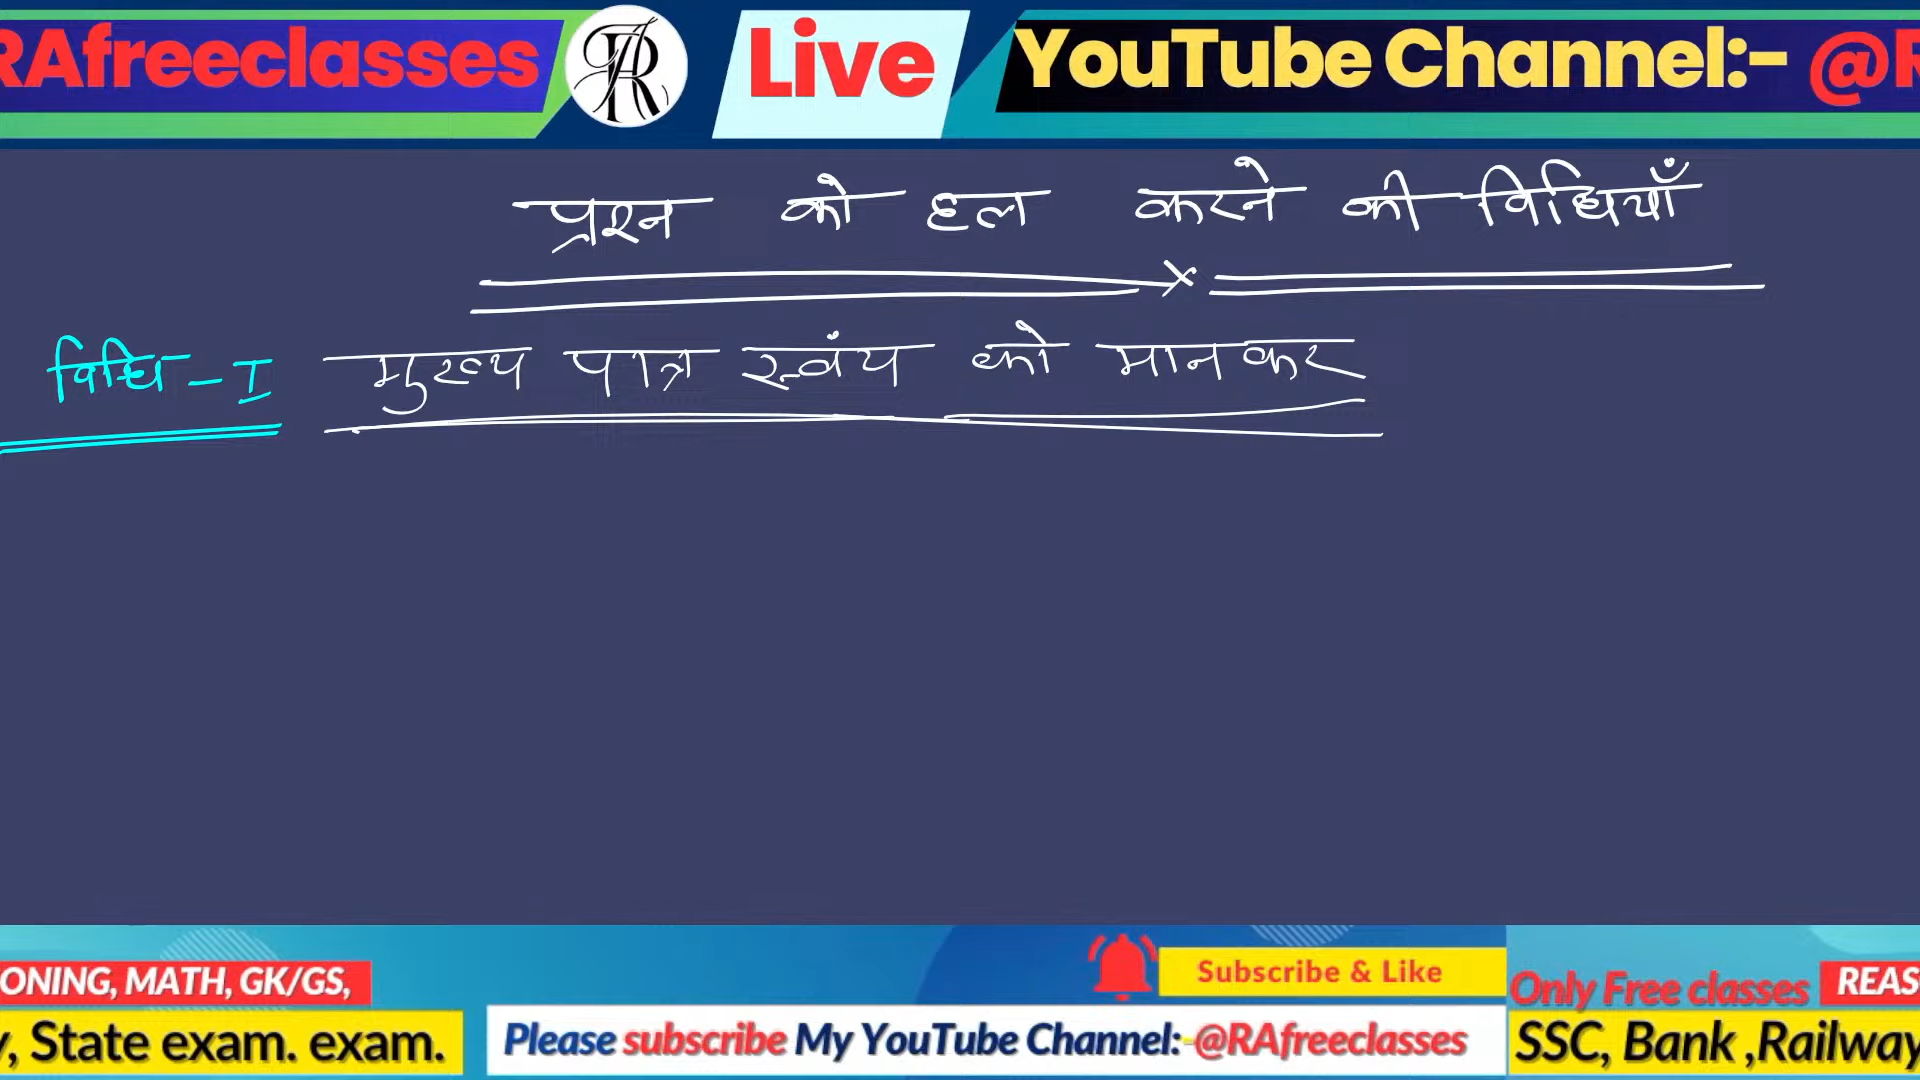 RAfreeclasses Live YouTube Channel:- @R
प्रश्न को हल करने की विधियाँ
विधि - I मुख्य पात्र स्वंय को मानकर
ONING, MATH, GK/GS,
y, State exam. exam.
Subscribe & Like
Please subscribe My YouTube Channel:-@RAfreeclasses
Only Free classes REAS
SSC, Bank ,Railway